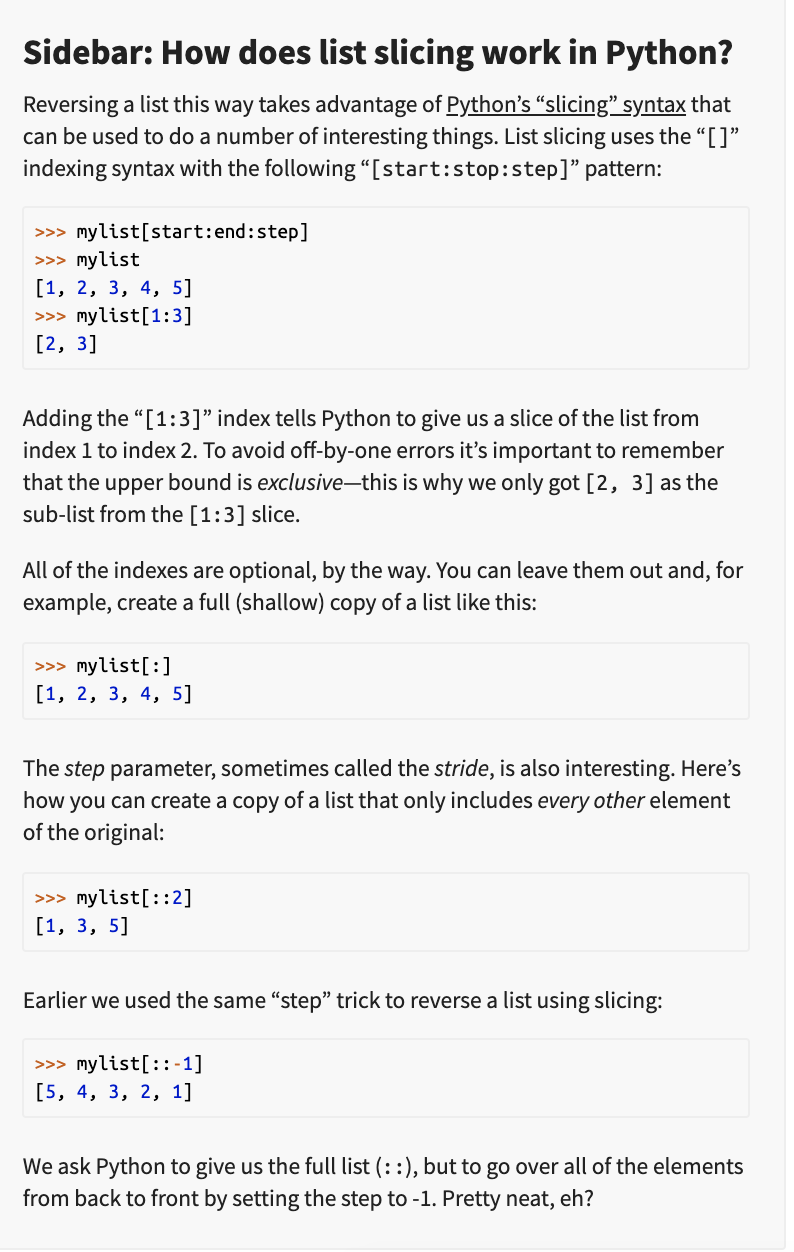 Sidebar: How does list slicing work in Python?
Reversing a list this way takes advantage of Python’s “slicing” syntax that
can be used to do a number of interesting things. List slicing uses the “[]”
indexing syntax with the following “[start:stop:step]” pattern:
>>> mylist[start:end:step]
>>> mylist
[1, 2, 3, 4, 5]
>>> mylist[1:3]
[2, 3]
Adding the “[1:3]” index tells Python to give us a slice of the list from
index 1 to index 2. To avoid off-by-one errors it’s important to remember
that the upper bound is exclusive—this is why we only got [2, 3] as the
sub-list from the [1:3] slice.
All of the indexes are optional, by the way. You can leave them out and, for
example, create a full (shallow) copy of a list like this:
>>> mylist[:]
[1, 2, 3, 4, 5]
The step parameter, sometimes called the stride, is also interesting. Here’s
how you can create a copy of a list that only includes every other element
of the original:
>>> mylist[::2]
[1, 3, 5]
Earlier we used the same “step” trick to reverse a list using slicing:
>>> mylist[::-1]
[5, 4, 3, 2, 1]
We ask Python to give us the full list (::), but to go over all of the elements
from back to front by setting the step to -1. Pretty neat, eh?